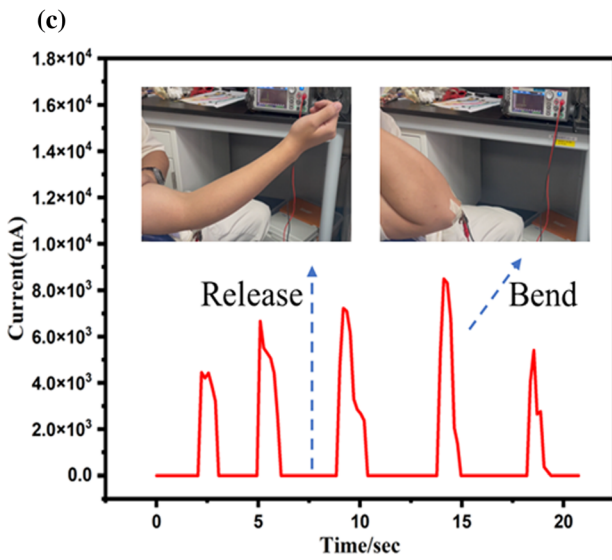 (c)
Current(nA)
1.8×10⁴
1.6×10⁴
1.4×10⁴
1.2×10⁴
1.0×10⁴
8.0×10³
6.0×10³
4.0×10³
2.0×10³
0.0
Release
Bend
0 5 10 15 20
Time/sec